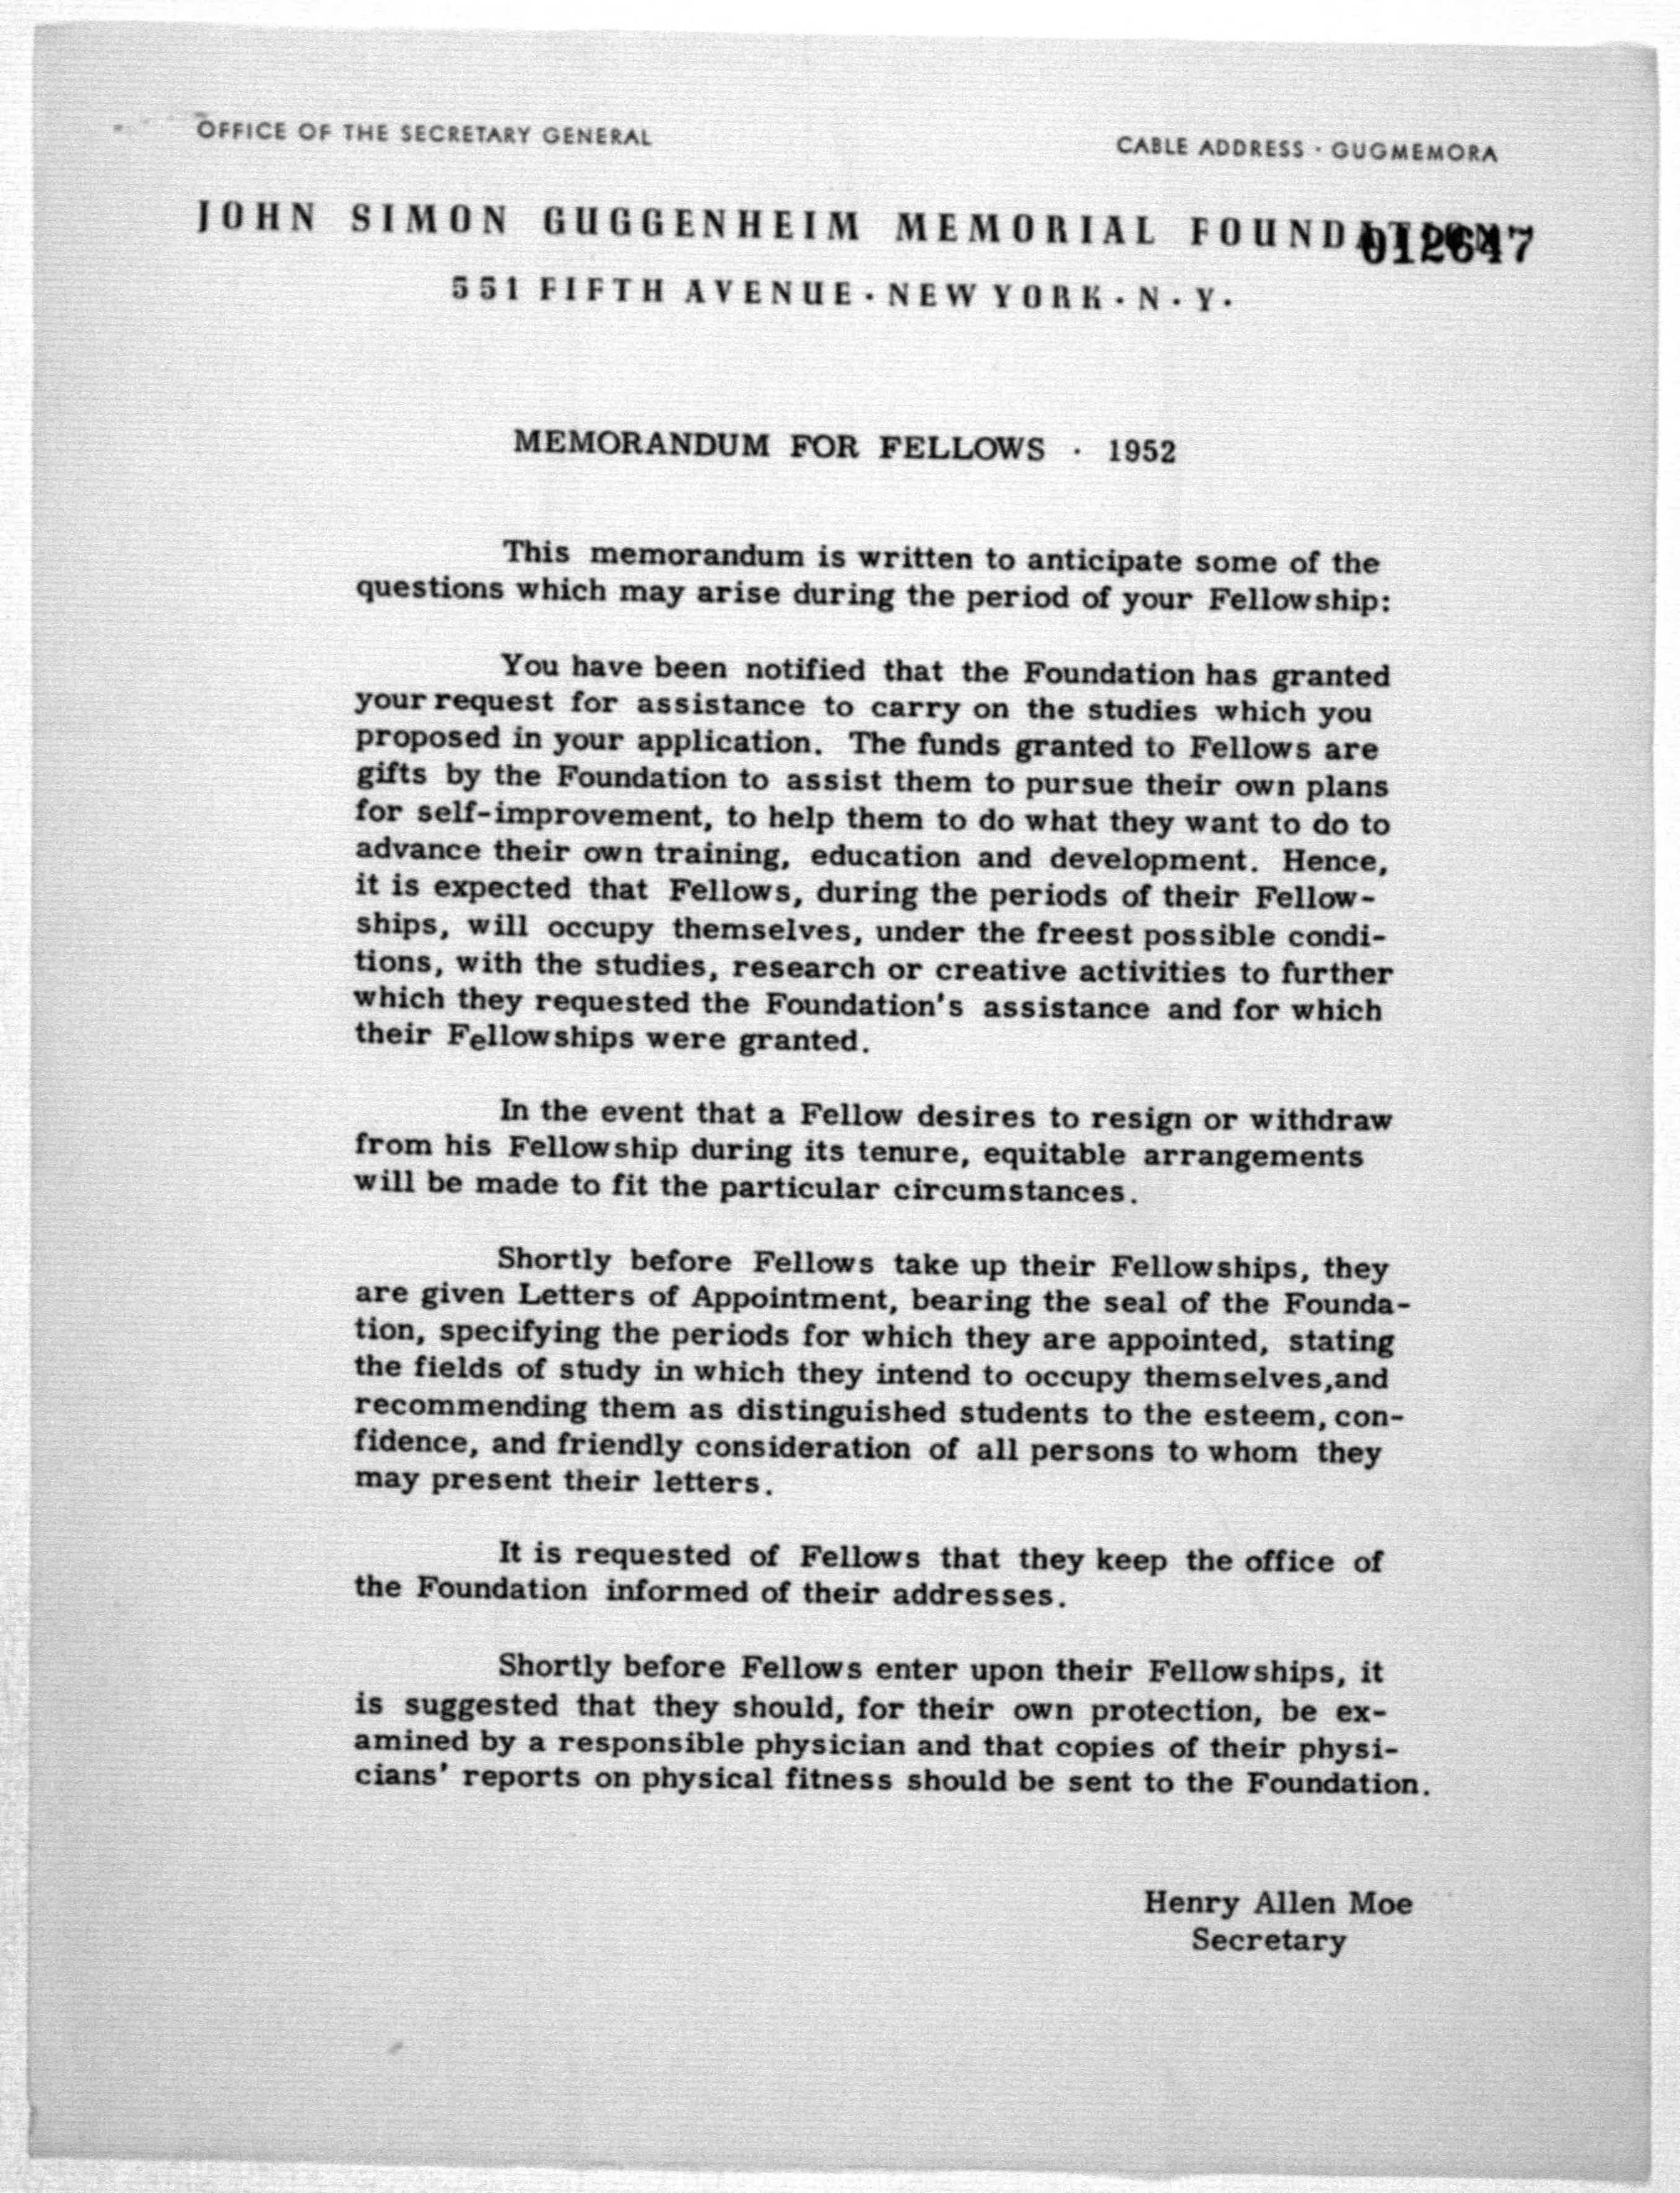 OFFICE OF THE SECRETARY GENERAL
CABLE ADDRESS · GUGMEMORA
JOHN SIMON GUGGENHEIM MEMORIAL FOUNDATION
012647
551 FIFTH AVENUE · NEW YORK · N · Y ·
MEMORANDUM FOR FELLOWS · 1952
This memorandum is written to anticipate some of the
questions which may arise during the period of your Fellowship:
You have been notified that the Foundation has granted
your request for assistance to carry on the studies which you
proposed in your application. The funds granted to Fellows are
gifts by the Foundation to assist them to pursue their own plans
for self-improvement, to help them to do what they want to do to
advance their own training, education and development. Hence,
it is expected that Fellows, during the periods of their Fellow-
ships, will occupy themselves, under the freest possible condi-
tions, with the studies, research or creative activities to further
which they requested the Foundation's assistance and for which
their Fellowships were granted.
In the event that a Fellow desires to resign or withdraw
from his Fellowship during its tenure, equitable arrangements
will be made to fit the particular circumstances.
Shortly before Fellows take up their Fellowships, they
are given Letters of Appointment, bearing the seal of the Founda-
tion, specifying the periods for which they are appointed, stating
the fields of study in which they intend to occupy themselves,and
recommending them as distinguished students to the esteem, con-
fidence, and friendly consideration of all persons to whom they
may present their letters.
It is requested of Fellows that they keep the office of
the Foundation informed of their addresses.
Shortly before Fellows enter upon their Fellowships, it
is suggested that they should, for their own protection, be ex-
amined by a responsible physician and that copies of their physi-
cians' reports on physical fitness should be sent to the Foundation.
Henry Allen Moe
Secretary